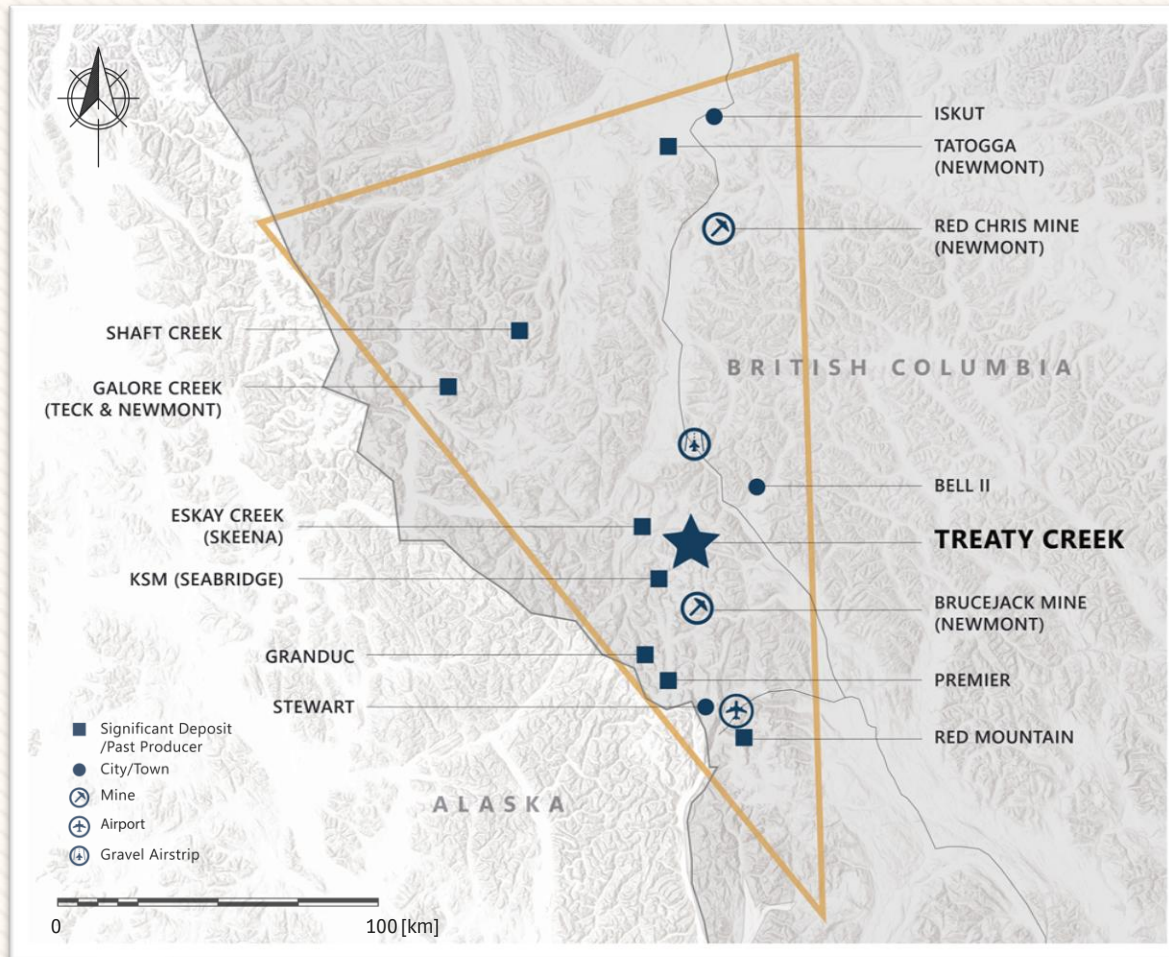 ISKUT
TATOGGA
(NEWMONT)
RED CHRIS MINE
(NEWMONT)
SHAFT CREEK
BRITISH COLUMBIA
GALORE CREEK
(TECK & NEWMONT)
BELL II
ESKAY CREEK
(SKEENA)
TREATY CREEK
KSM (SEABRIDGE)
BRUCEJACK MINE
(NEWMONT)
GRANDUC
PREMIER
STEWART
RED MOUNTAIN
Significant Deposit
/Past Producer
City/Town
Mine
Airport
Gravel Airstrip
ALASKA
0
100 [km]